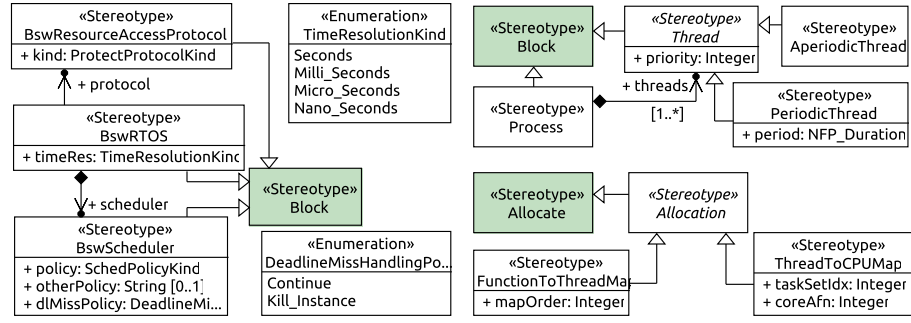 «Stereotype»
BswResourceAccessProtocol
+ kind: ProtectProtocolKind
+ protocol
«Stereotype»
BswRTOS
+ timeRes: TimeResolutionKind
+ scheduler
«Stereotype»
BswScheduler
+ policy: SchedPolicyKind
+ otherPolicy: String [0..1]
+ dlMissPolicy: DeadlineMi...
«Enumeration»
TimeResolutionKind
Seconds
Milli_Seconds
Micro_Seconds
Nano_Seconds
«Stereotype»
Block
«Enumeration»
DeadlineMissHandlingPo...
Continue
Kill_Instance
«Stereotype»
Block
«Stereotype»
Thread
+ priority: Integer
«Stereotype»
AperiodicThread
«Stereotype»
Process
+ threads
[1..*]
«Stereotype»
PeriodicThread
+ period: NFP_Duration
«Stereotype»
Allocate
«Stereotype»
Allocation
«Stereotype»
FunctionToThreadMap
+ mapOrder: Integer
«Stereotype»
ThreadToCPUMap
+ taskSetIdx: Integer
+ coreAfn: Integer